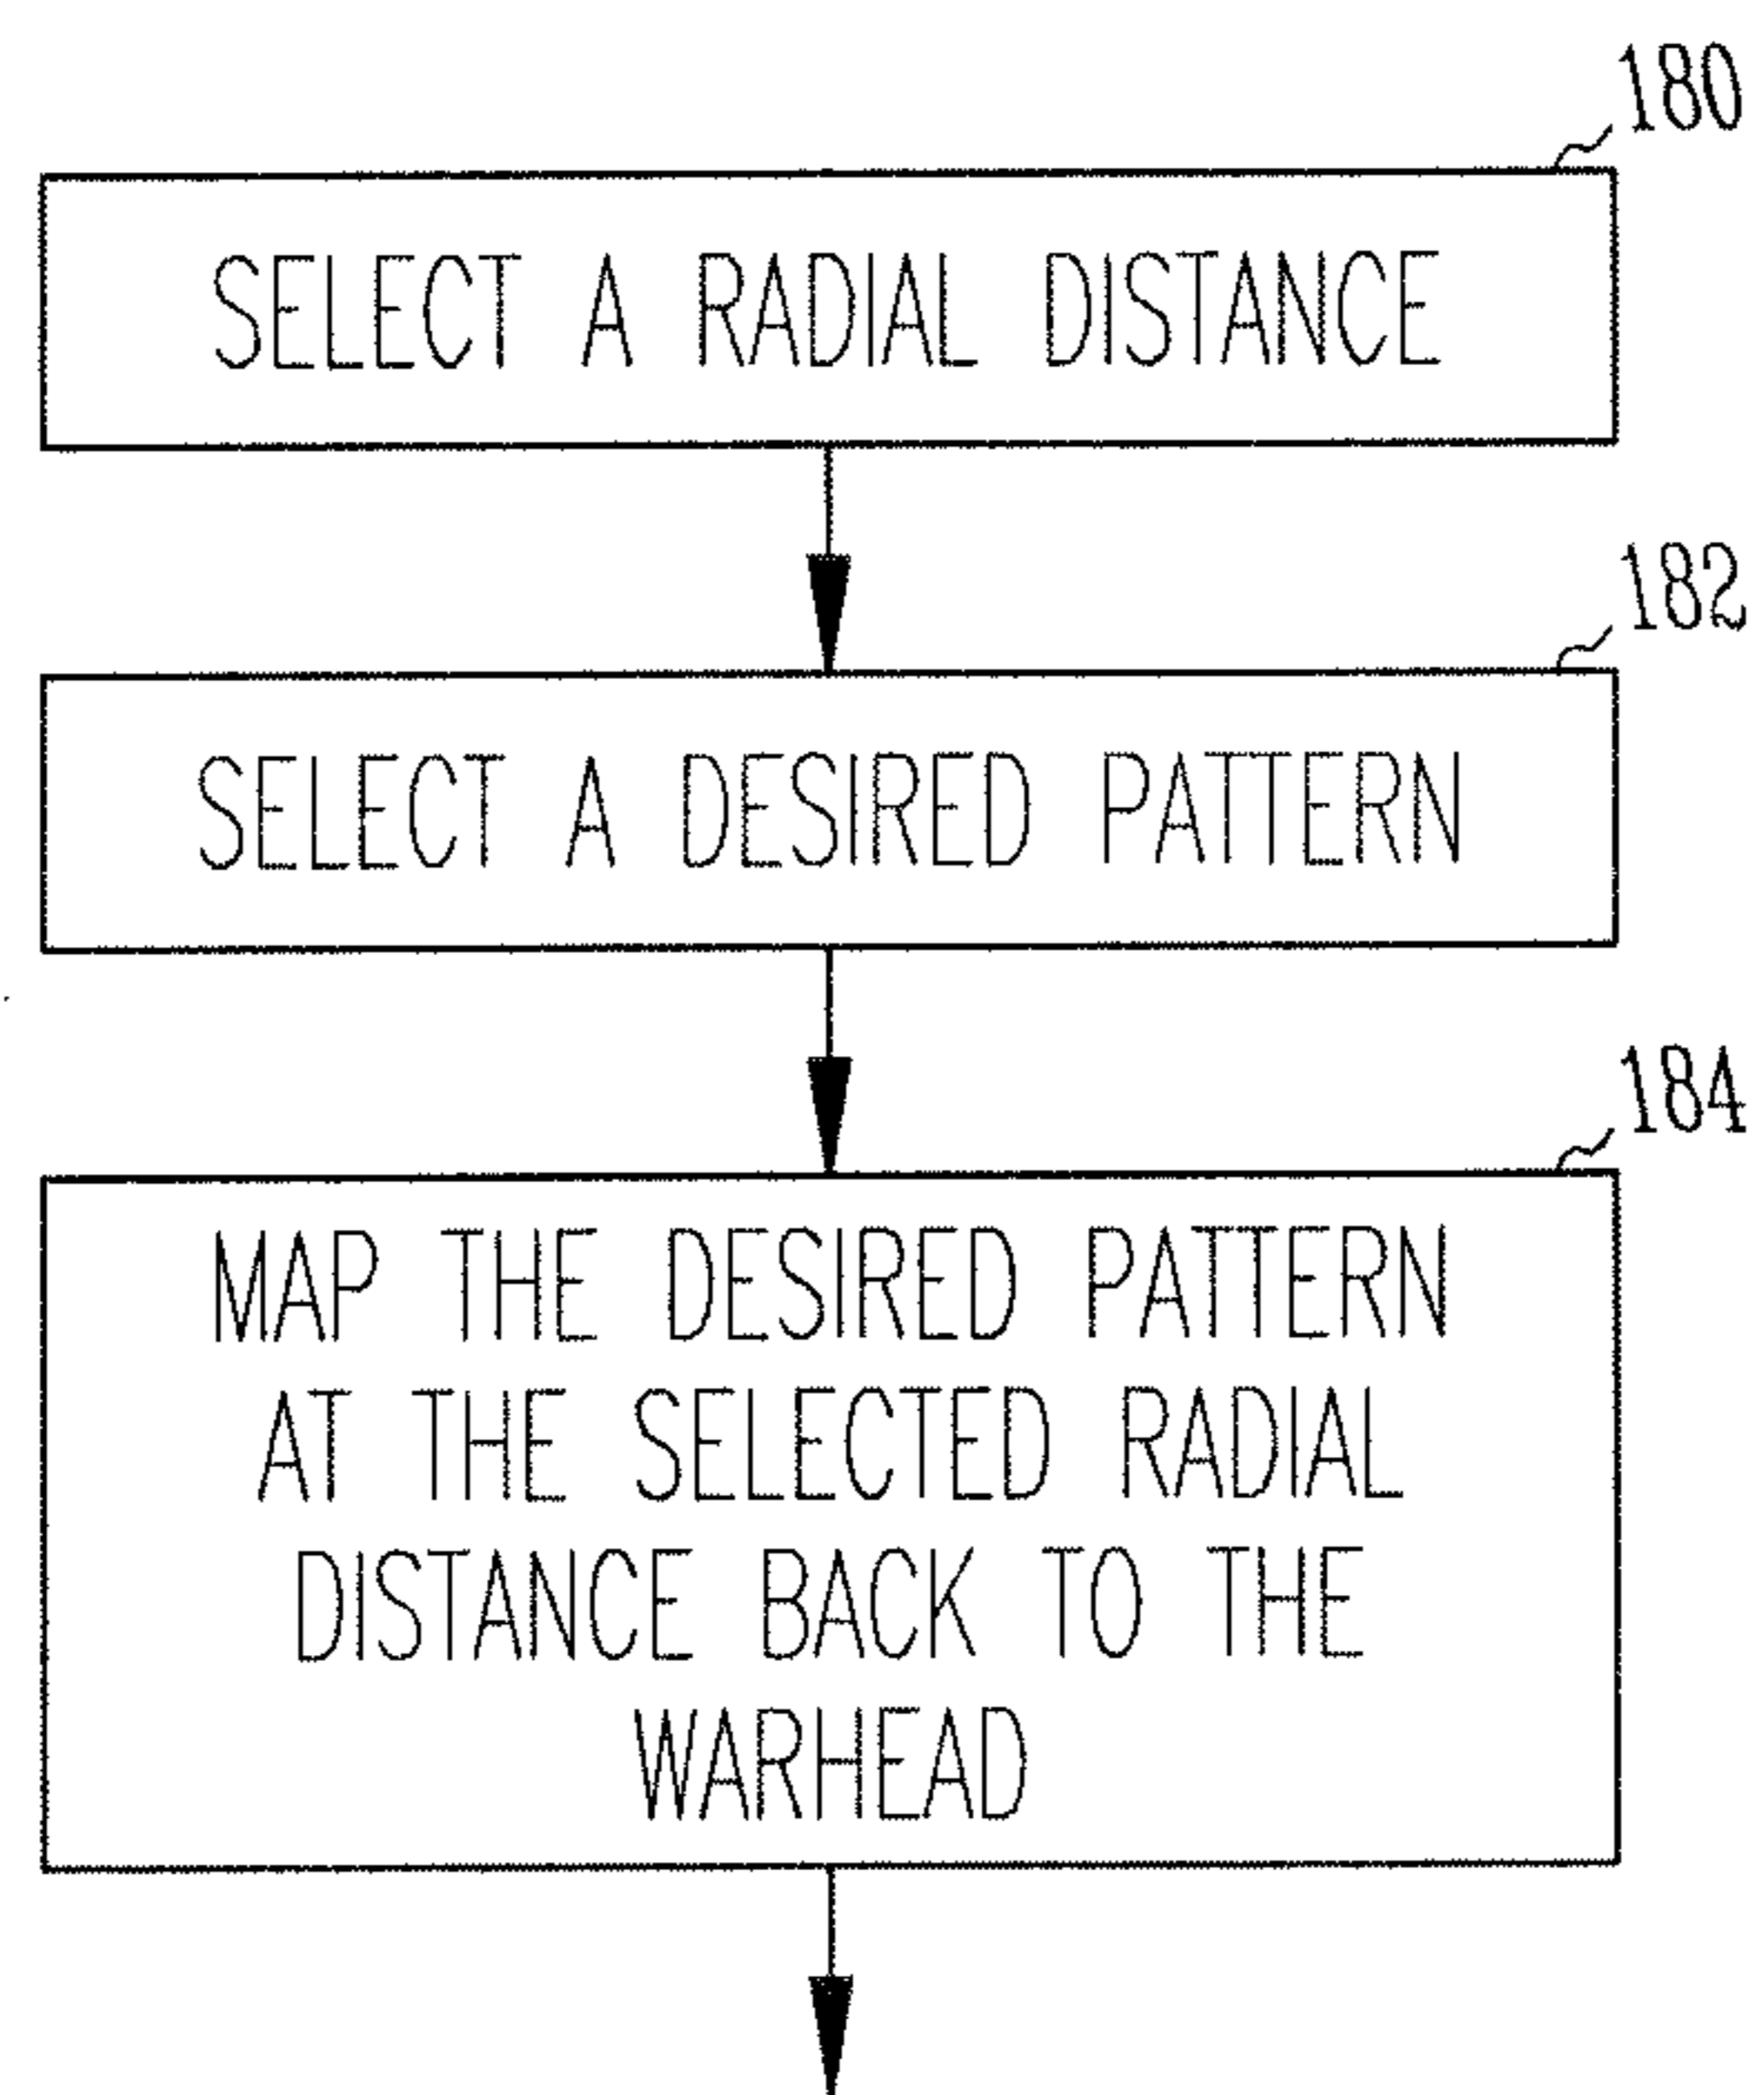 180
SELECT A RADIAL DISTANCE
182
SELECT A DESIRED PATTERN
184
MAP THE DESIRED PATTERN
AT THE SELECTED RADIAL
DISTANCE BACK TO THE
WARHEAD